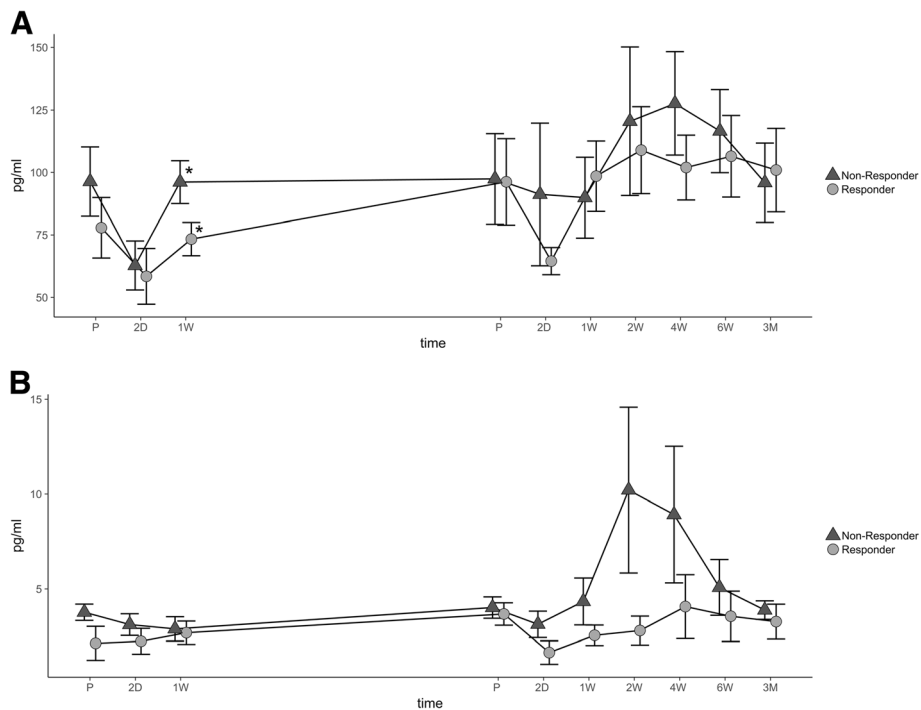 A
150
125
100
75
50
pg/ml
*
*
P 2D 1W P 2D 1W 2W 4W 6W 3M
time
Non-Responder
Responder
B
15
10
5
pg/ml
P 2D 1W P 2D 1W 2W 4W 6W 3M
time
Non-Responder
Responder